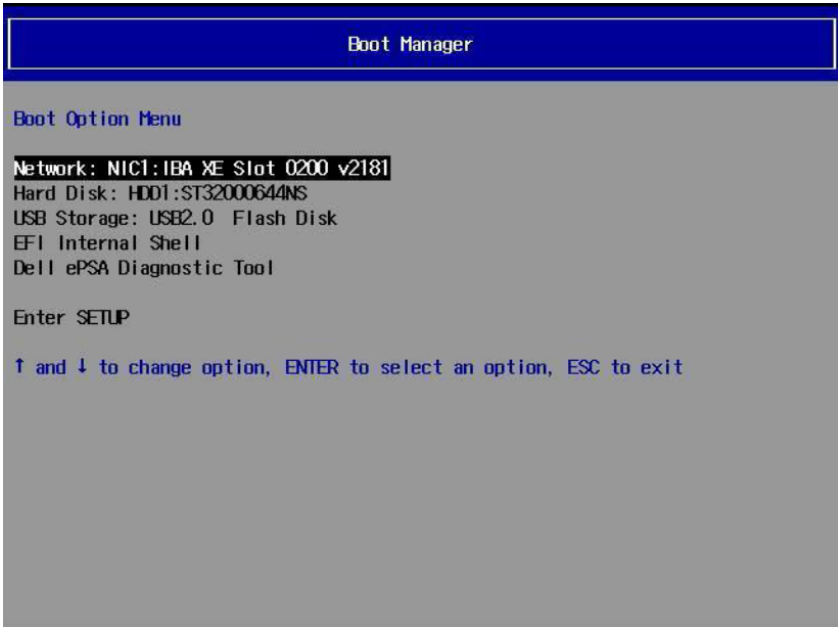 Boot Manager
Boot Option Menu
Network: NIC1:IBA XE Slot 0200 v2181
Hard Disk: HDD1:ST32000644NS
USB Storage: USB2.0 Flash Disk
EFI Internal Shell
Dell ePSA Diagnostic Tool
Enter SETUP
↑ and ↓ to change option, ENTER to select an option, ESC to exit